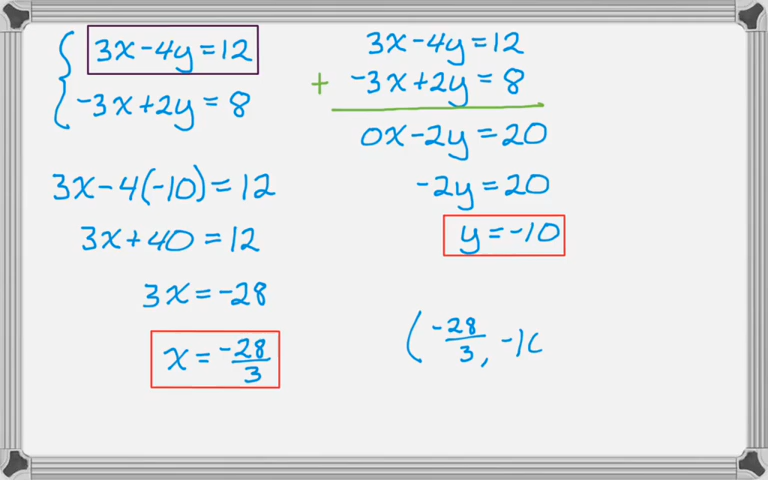 3x-4y=12
-3x+2y=8
3x-4y=12
+ -3x+2y=8
0x-2y=20
-2y=20
y=-10
3x-4(-10)=12
3x+40=12
3x=-28
x=-28/3
(-28/3, -1